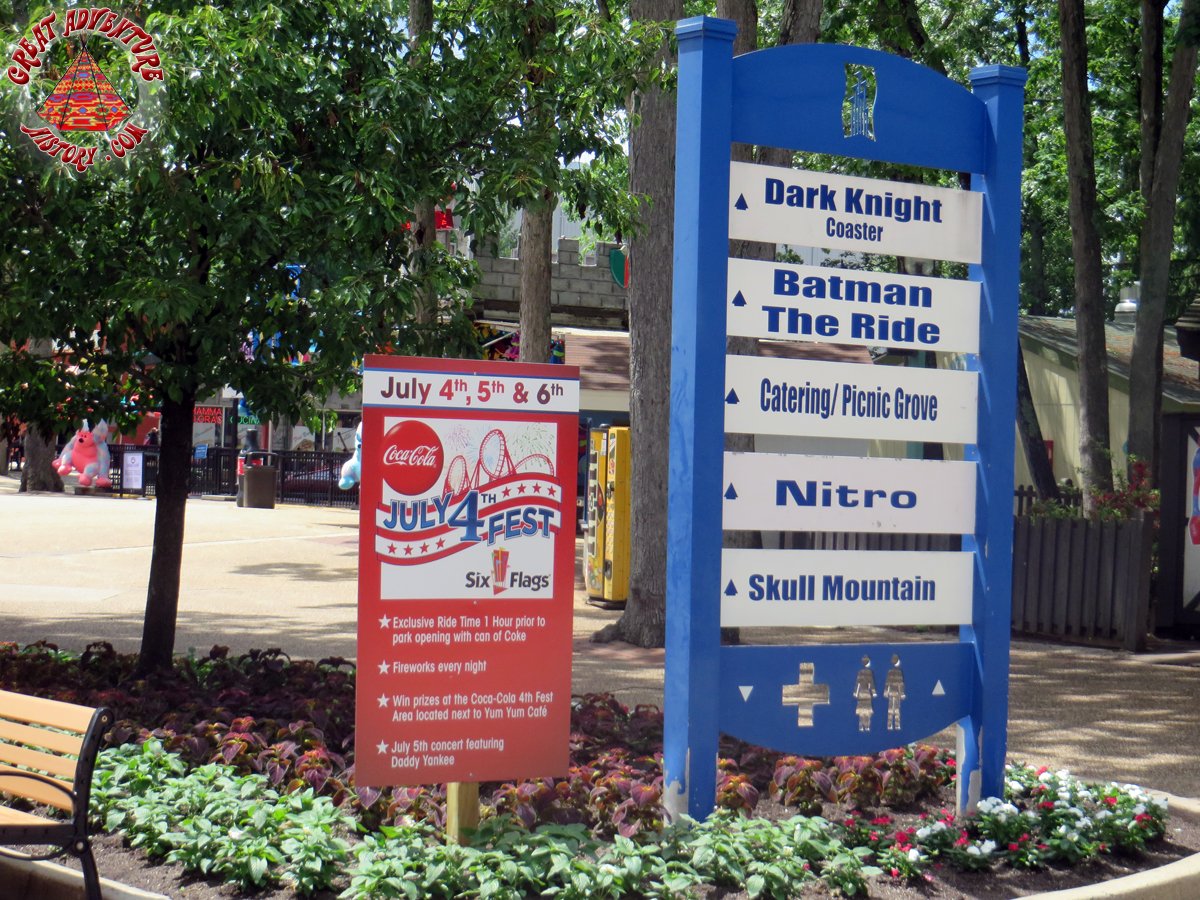 GREAT ADVENTURE
HISTORY.COM
July 4th, 5th & 6th
Coca-Cola
JULY 4TH FEST
Six Flags
Exclusive Ride Time 1 Hour prior to
park opening with can of Coke
Fireworks every night
Win prizes at the Coca-Cola 4th Fest
Area located next to Yum Yum Café
July 5th concert featuring
Daddy Yankee
Dark Knight
Coaster
Batman
The Ride
Catering/ Picnic Grove
Nitro
Skull Mountain